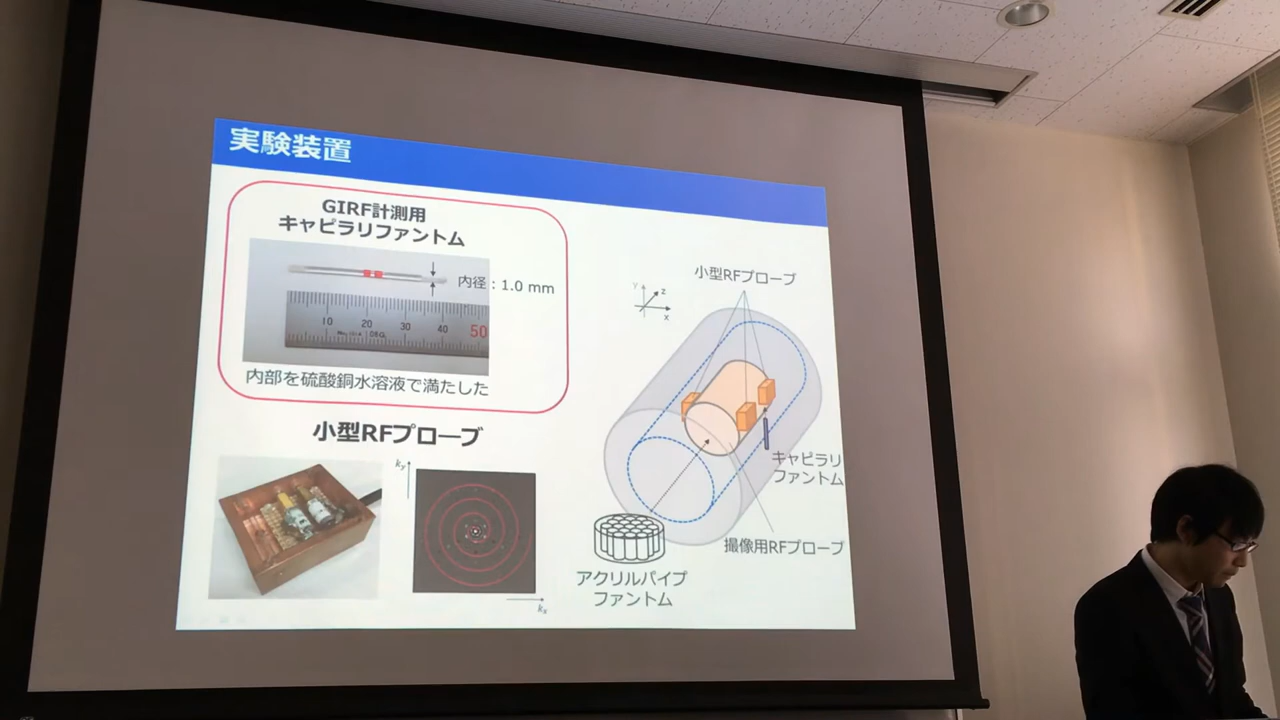 実験装置
GIRF計測用
キャピラリファントム
内径：1.0 mm
10 20 30 40 50
内部を硫酸銅水溶液で満たした
小型RFプローブ
ky
kx
小型RFプローブ
y
z
x
キャピラリ
ファントム
撮像用RFプローブ
アクリルパイプ
ファントム